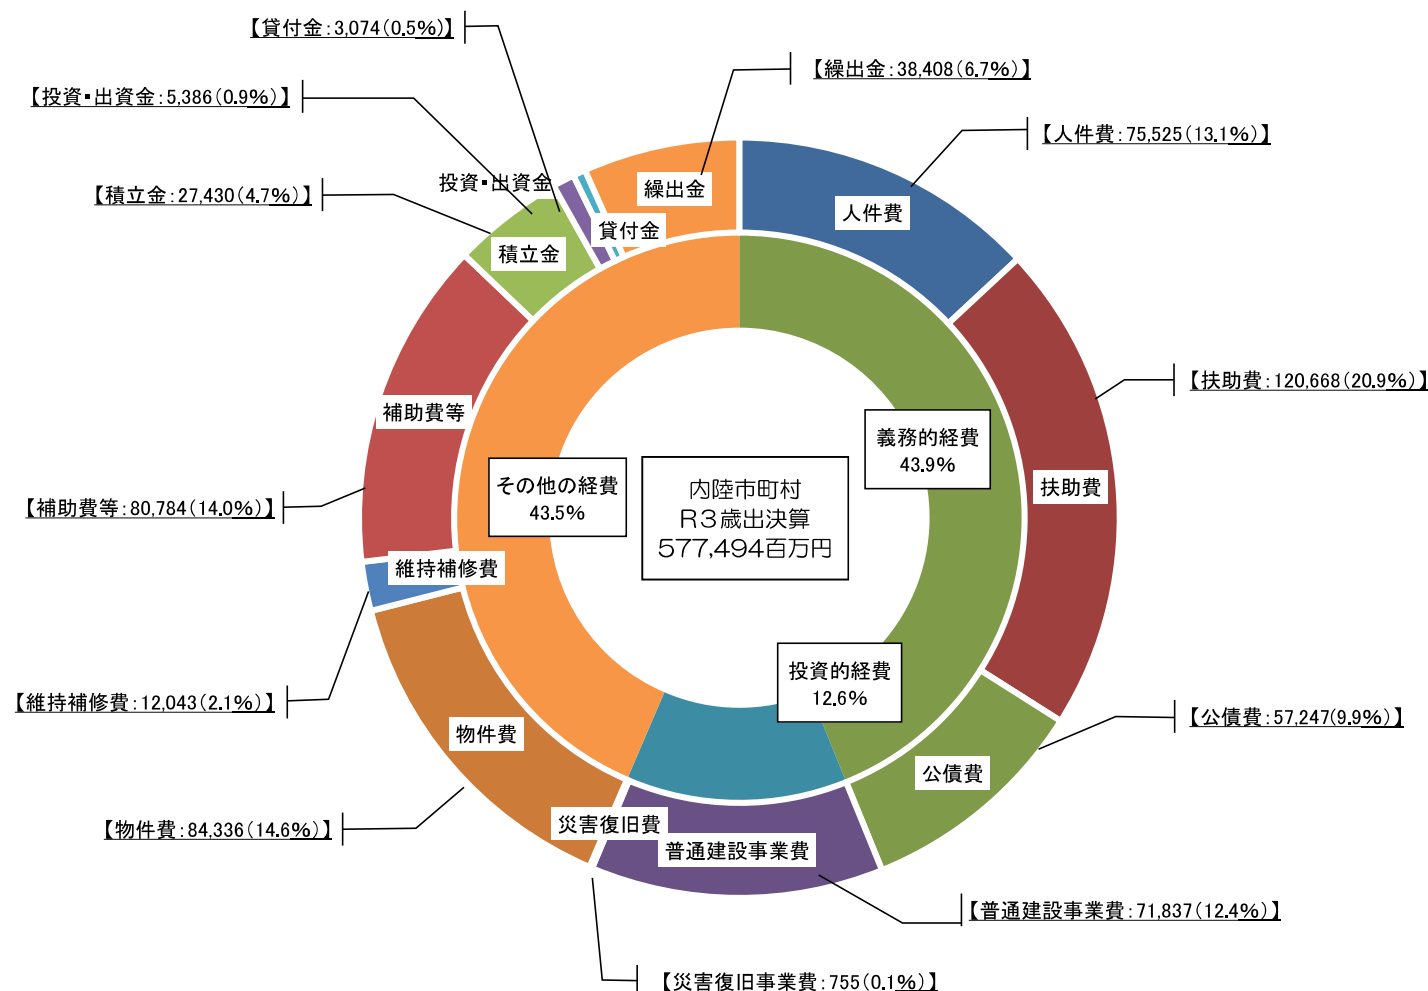 【貸付金：3,074(0.5%)】
【繰出金：38,408(6.7%)】
【投資・出資金：5,386(0.9%)】
【人件費：75,525(13.1%)】
【積立金：27,430(4.7%)】
投資・出資金
繰出金
人件費
貸付金
積立金
【扶助費：120,668(20.9%)】
補助費等
義務的経費
43.9%
その他の経費
43.5%
内陸市町村
R3歳出決算
577,494百万円
扶助費
【補助費等：80,784(14.0%)】
維持補修費
投資的経費
12.6%
【維持補修費：12,043(2.1%)】
【公債費：57,247(9.9%)】
物件費
公債費
【物件費：84,336(14.6%)】
災害復旧費
普通建設事業費
【普通建設事業費：71,837(12.4%)】
【災害復旧事業費：755(0.1%)】